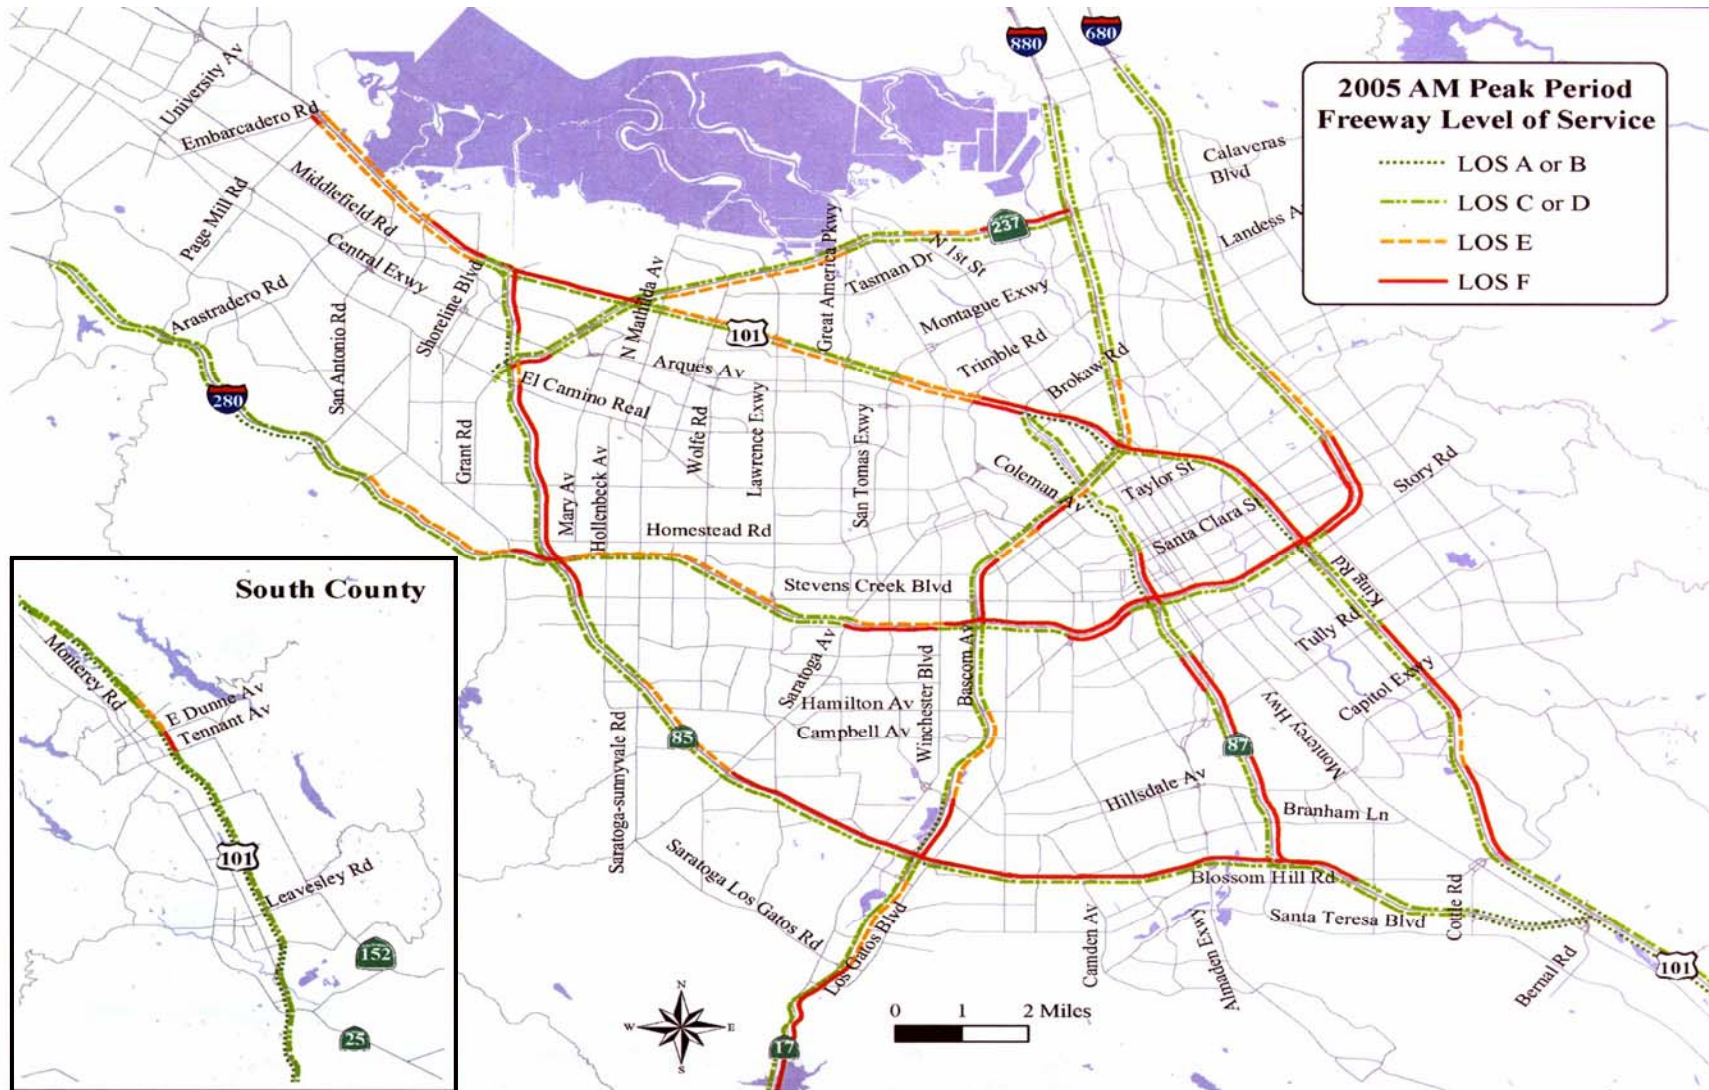 880
680
2005 AM Peak Period
Freeway Level of Service
LOS A or B
LOS C or D
LOS E
LOS F
University Av
Embarcadero Rd
Middlefield Rd
Page Mill Rd
Central Exwy
Arastradero Rd
San Antonio Rd
Shoreline Blvd
280
N Mathilda Av
Great America Pkwy
237
N 1st St
Tasman Dr
Montague Exwy
Trimble Rd
Brokaw Rd
Calaveras
Blvd
Landess A
101
Arques Av
El Camino Real
Grant Rd
Mary Av
Hollenbeck Av
Wolfe Rd
Lawrence Exwy
San Tomas Exwy
Coleman Av
Taylor St
Santa Clara St
Story Rd
Homestead Rd
Stevens Creek Blvd
King Rd
Tully Rd
Capitol Exwy
Saratoga Av
Winchester Blvd
Bascom Av
Hamilton Av
Campbell Av
Saratoga-sunnyvale Rd
85
87
Monterey Hwy
Hillsdale Av
Branham Ln
Saratoga Los Gatos Rd
Los Gatos Blvd
Blossom Hill Rd
Santa Teresa Blvd
Camden Av
Almaden Expwy
Cottle Rd
Bernal Rd
101
17
N
W E
S
0 1 2 Miles
South County
Monterey Rd
E Dunne Av
Tennant Av
101
Leavesley Rd
152
25